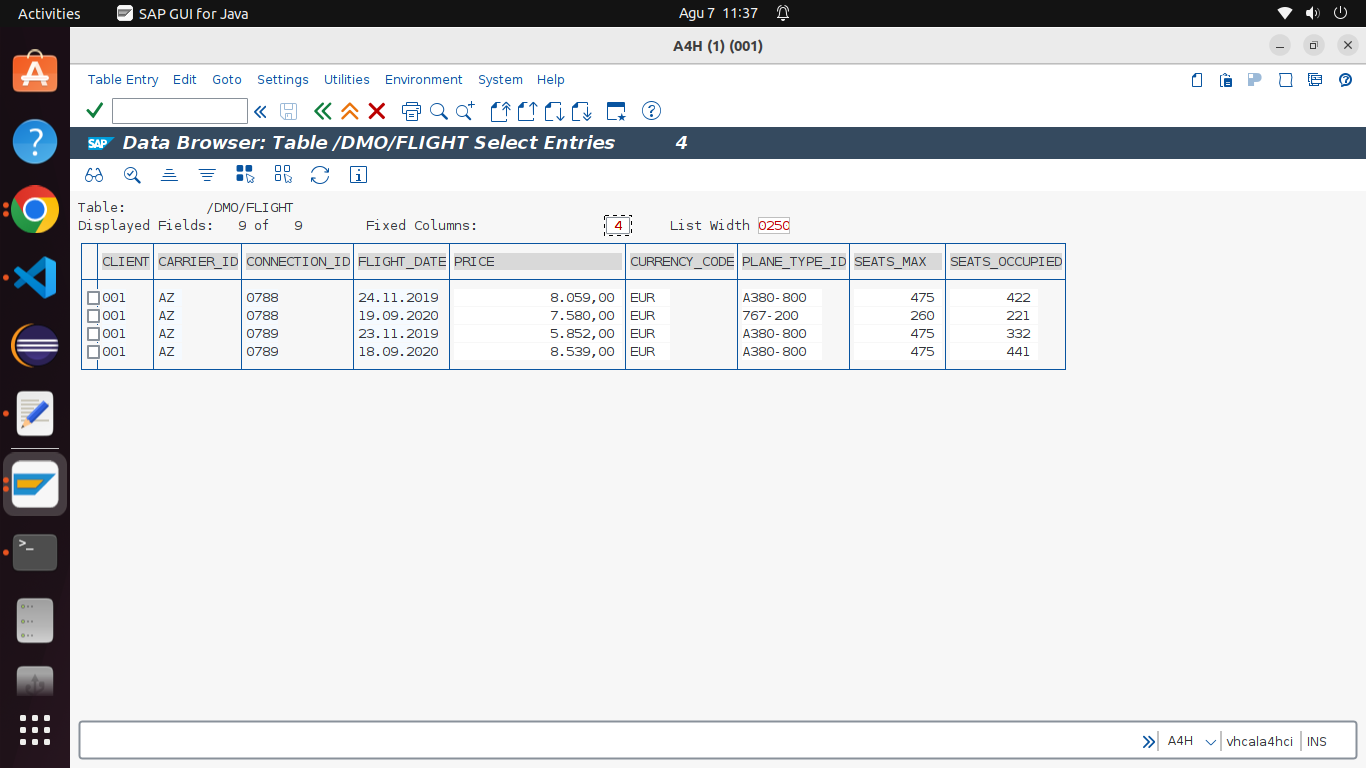 Activities SAP GUI for Java Agu 7 11:37
A4H (1) (001)
Table Entry Edit Goto Settings Utilities Environment System Help
SAP Data Browser: Table /DMO/FLIGHT Select Entries 4
Table: /DMO/FLIGHT
Displayed Fields: 9 of 9 Fixed Columns: 4 List Width 0250
CLIENT CARRIER_ID CONNECTION_ID FLIGHT_DATE PRICE CURRENCY_CODE PLANE_TYPE_ID SEATS_MAX SEATS_OCCUPIED
001 AZ 0788 24.11.2019 8.059,00 EUR A380-800 475 422
001 AZ 0788 19.09.2020 7.580,00 EUR 767-200 260 221
001 AZ 0789 23.11.2019 5.852,00 EUR A380-800 475 332
001 AZ 0789 18.09.2020 8.539,00 EUR A380-800 475 441
A4H vhcala4hci INS